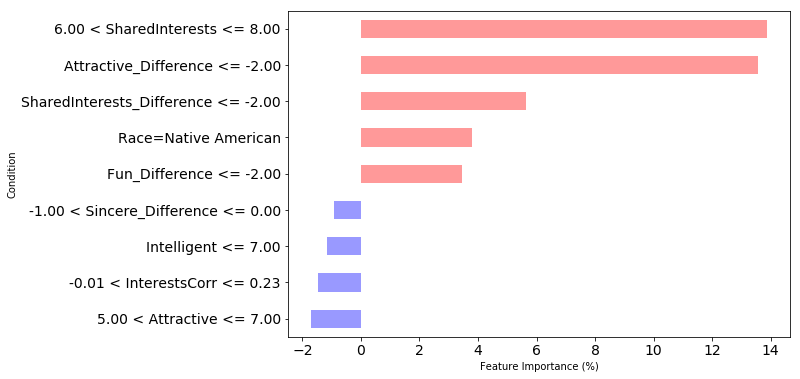 6.00 < SharedInterests <= 8.00
Attractive_Difference <= -2.00
SharedInterests_Difference <= -2.00
Race=Native American
Fun_Difference <= -2.00
-1.00 < Sincere_Difference <= 0.00
Intelligent <= 7.00
-0.01 < InterestsCorr <= 0.23
5.00 < Attractive <= 7.00
Condition
−2 0 2 4 6 8 10 12 14
Feature Importance (%)